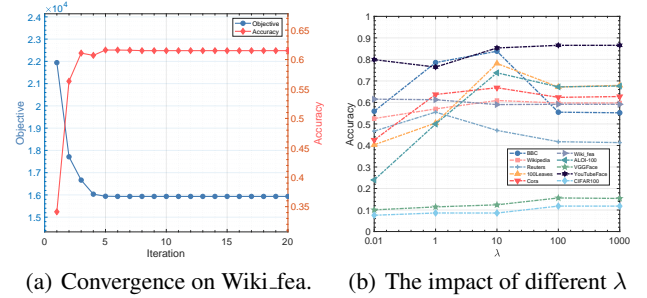 2.4 ×10⁴
2.3
2.2
2.1
2
1.9
1.8
1.7
1.6
1.5
Objective
0.65
0.6
0.55
0.5
0.45
0.4
0.35
Accuracy
0 5 10 15 20
Iteration
Objective
Accuracy
(a) Convergence on Wiki_fea.
1
0.9
0.8
0.7
0.6
0.5
0.4
0.3
0.2
0.1
0
Accuracy
0.01 1 10 100 1000
λ
BBC
Wikipedia
Reuters
100Leaves
Cora
Wiki_fea
ALOI-100
VGGFace
YouTubeFace
CIFAR100
(b) The impact of different λ